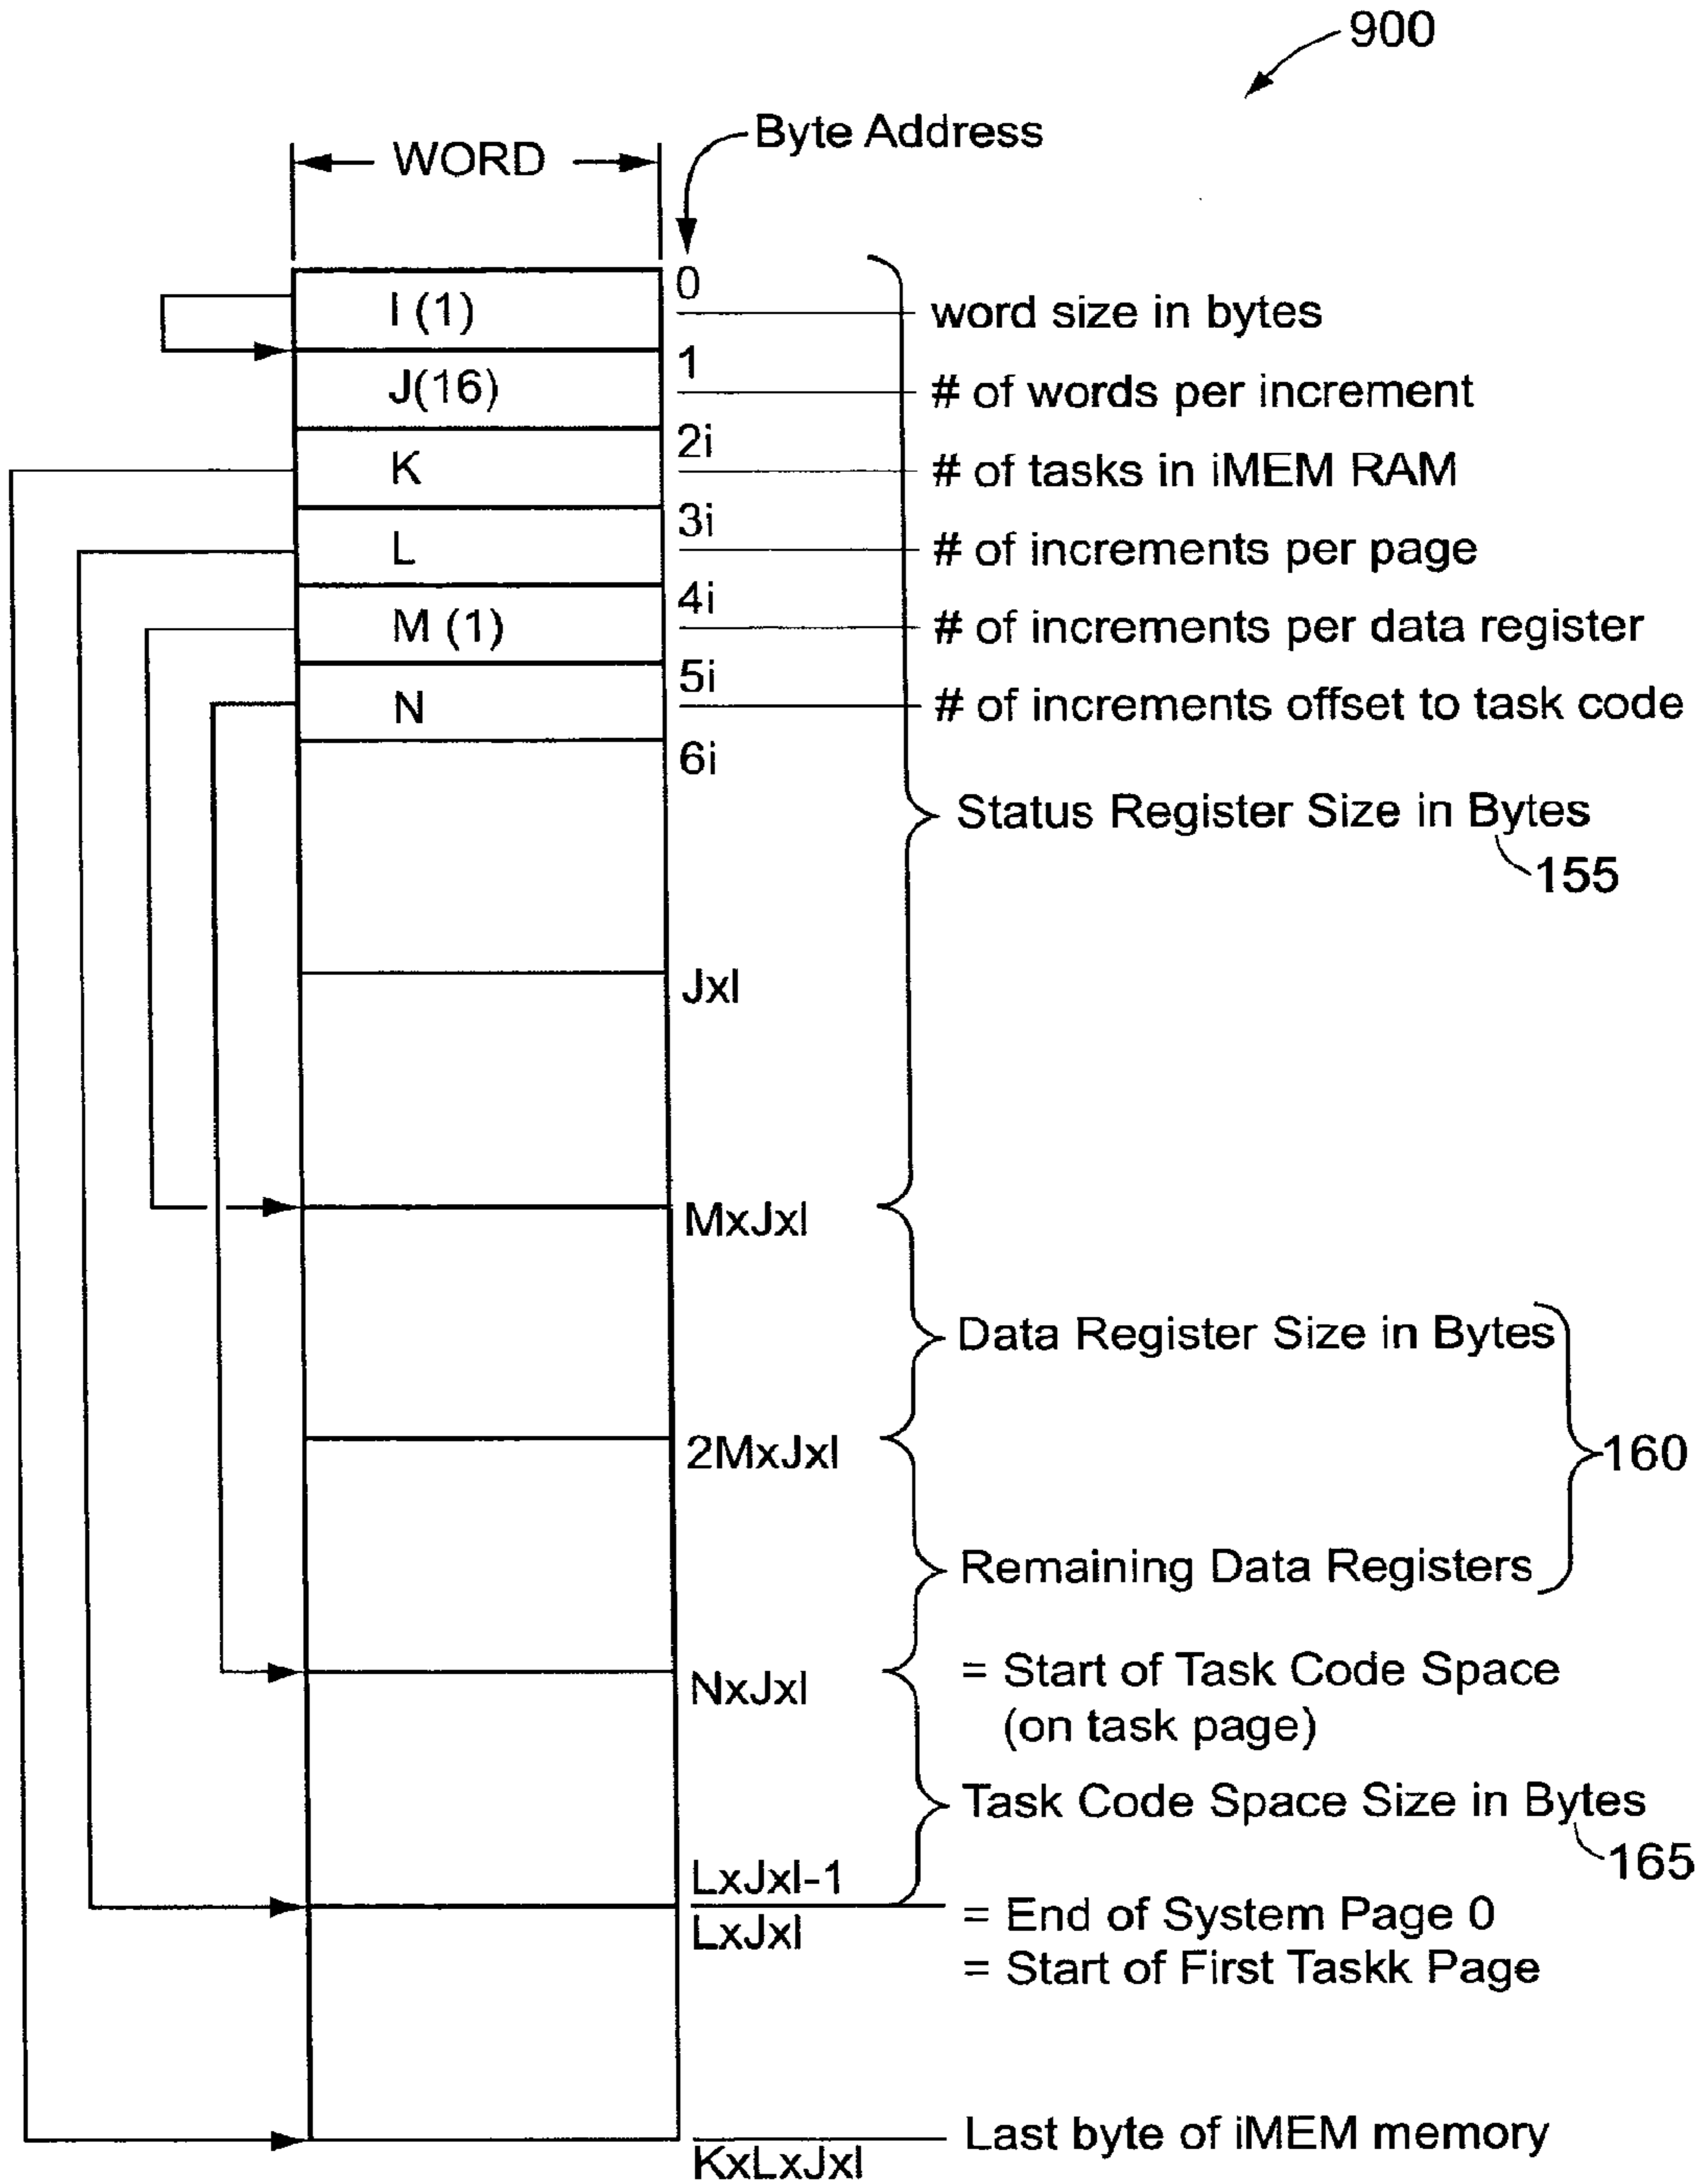 900
Byte Address
WORD
0
I (1)
word size in bytes
1
J(16)
# of words per increment
2i
K
# of tasks in iMEM RAM
3i
L
# of increments per page
4i
M (1)
# of increments per data register
5i
N
# of increments offset to task code
6i
Status Register Size in Bytes
155
JxI
MxJxI
Data Register Size in Bytes
2MxJxI
160
Remaining Data Registers
NxJxI
= Start of Task Code Space
(on task page)
Task Code Space Size in Bytes
165
LxJxI-1
= End of System Page 0
LxJxI
= Start of First Taskk Page
Last byte of iMEM memory
KxLxJxI